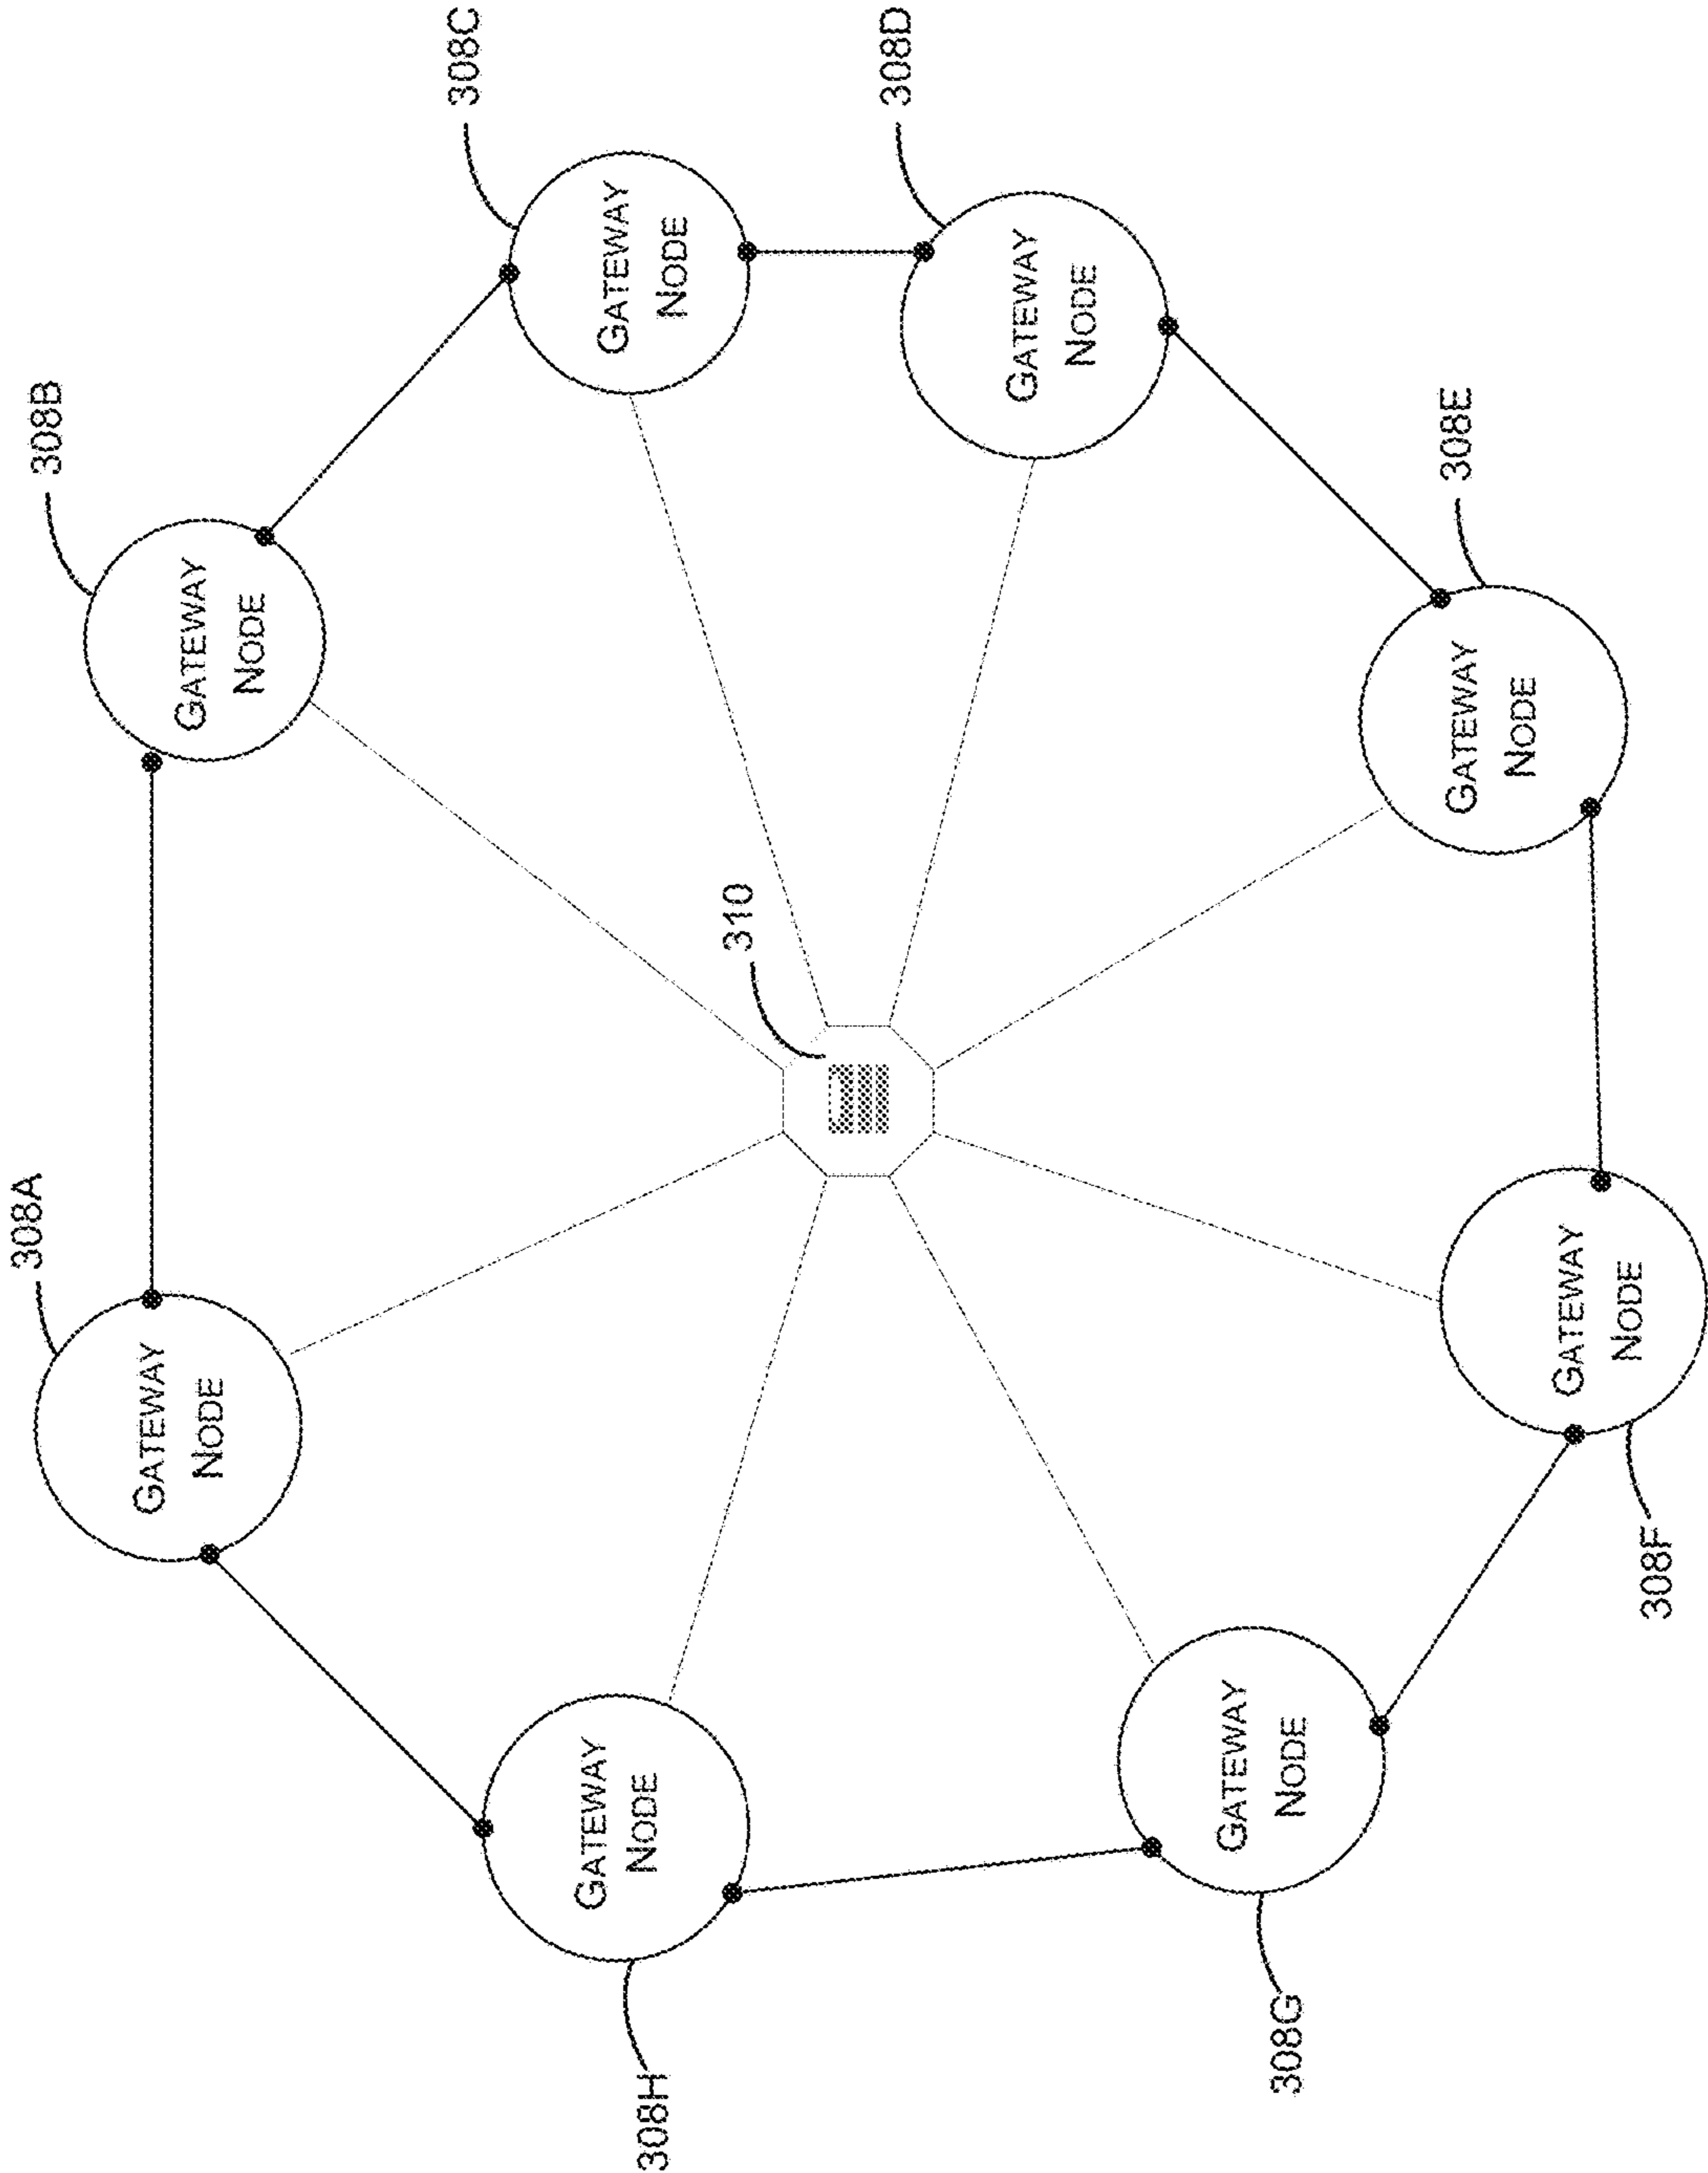 308A
GATEWAY
NODE
308B
GATEWAY
NODE
308C
GATEWAY
NODE
308D
GATEWAY
NODE
308E
GATEWAY
NODE
308F
GATEWAY
NODE
308G
GATEWAY
NODE
308H
GATEWAY
NODE
310